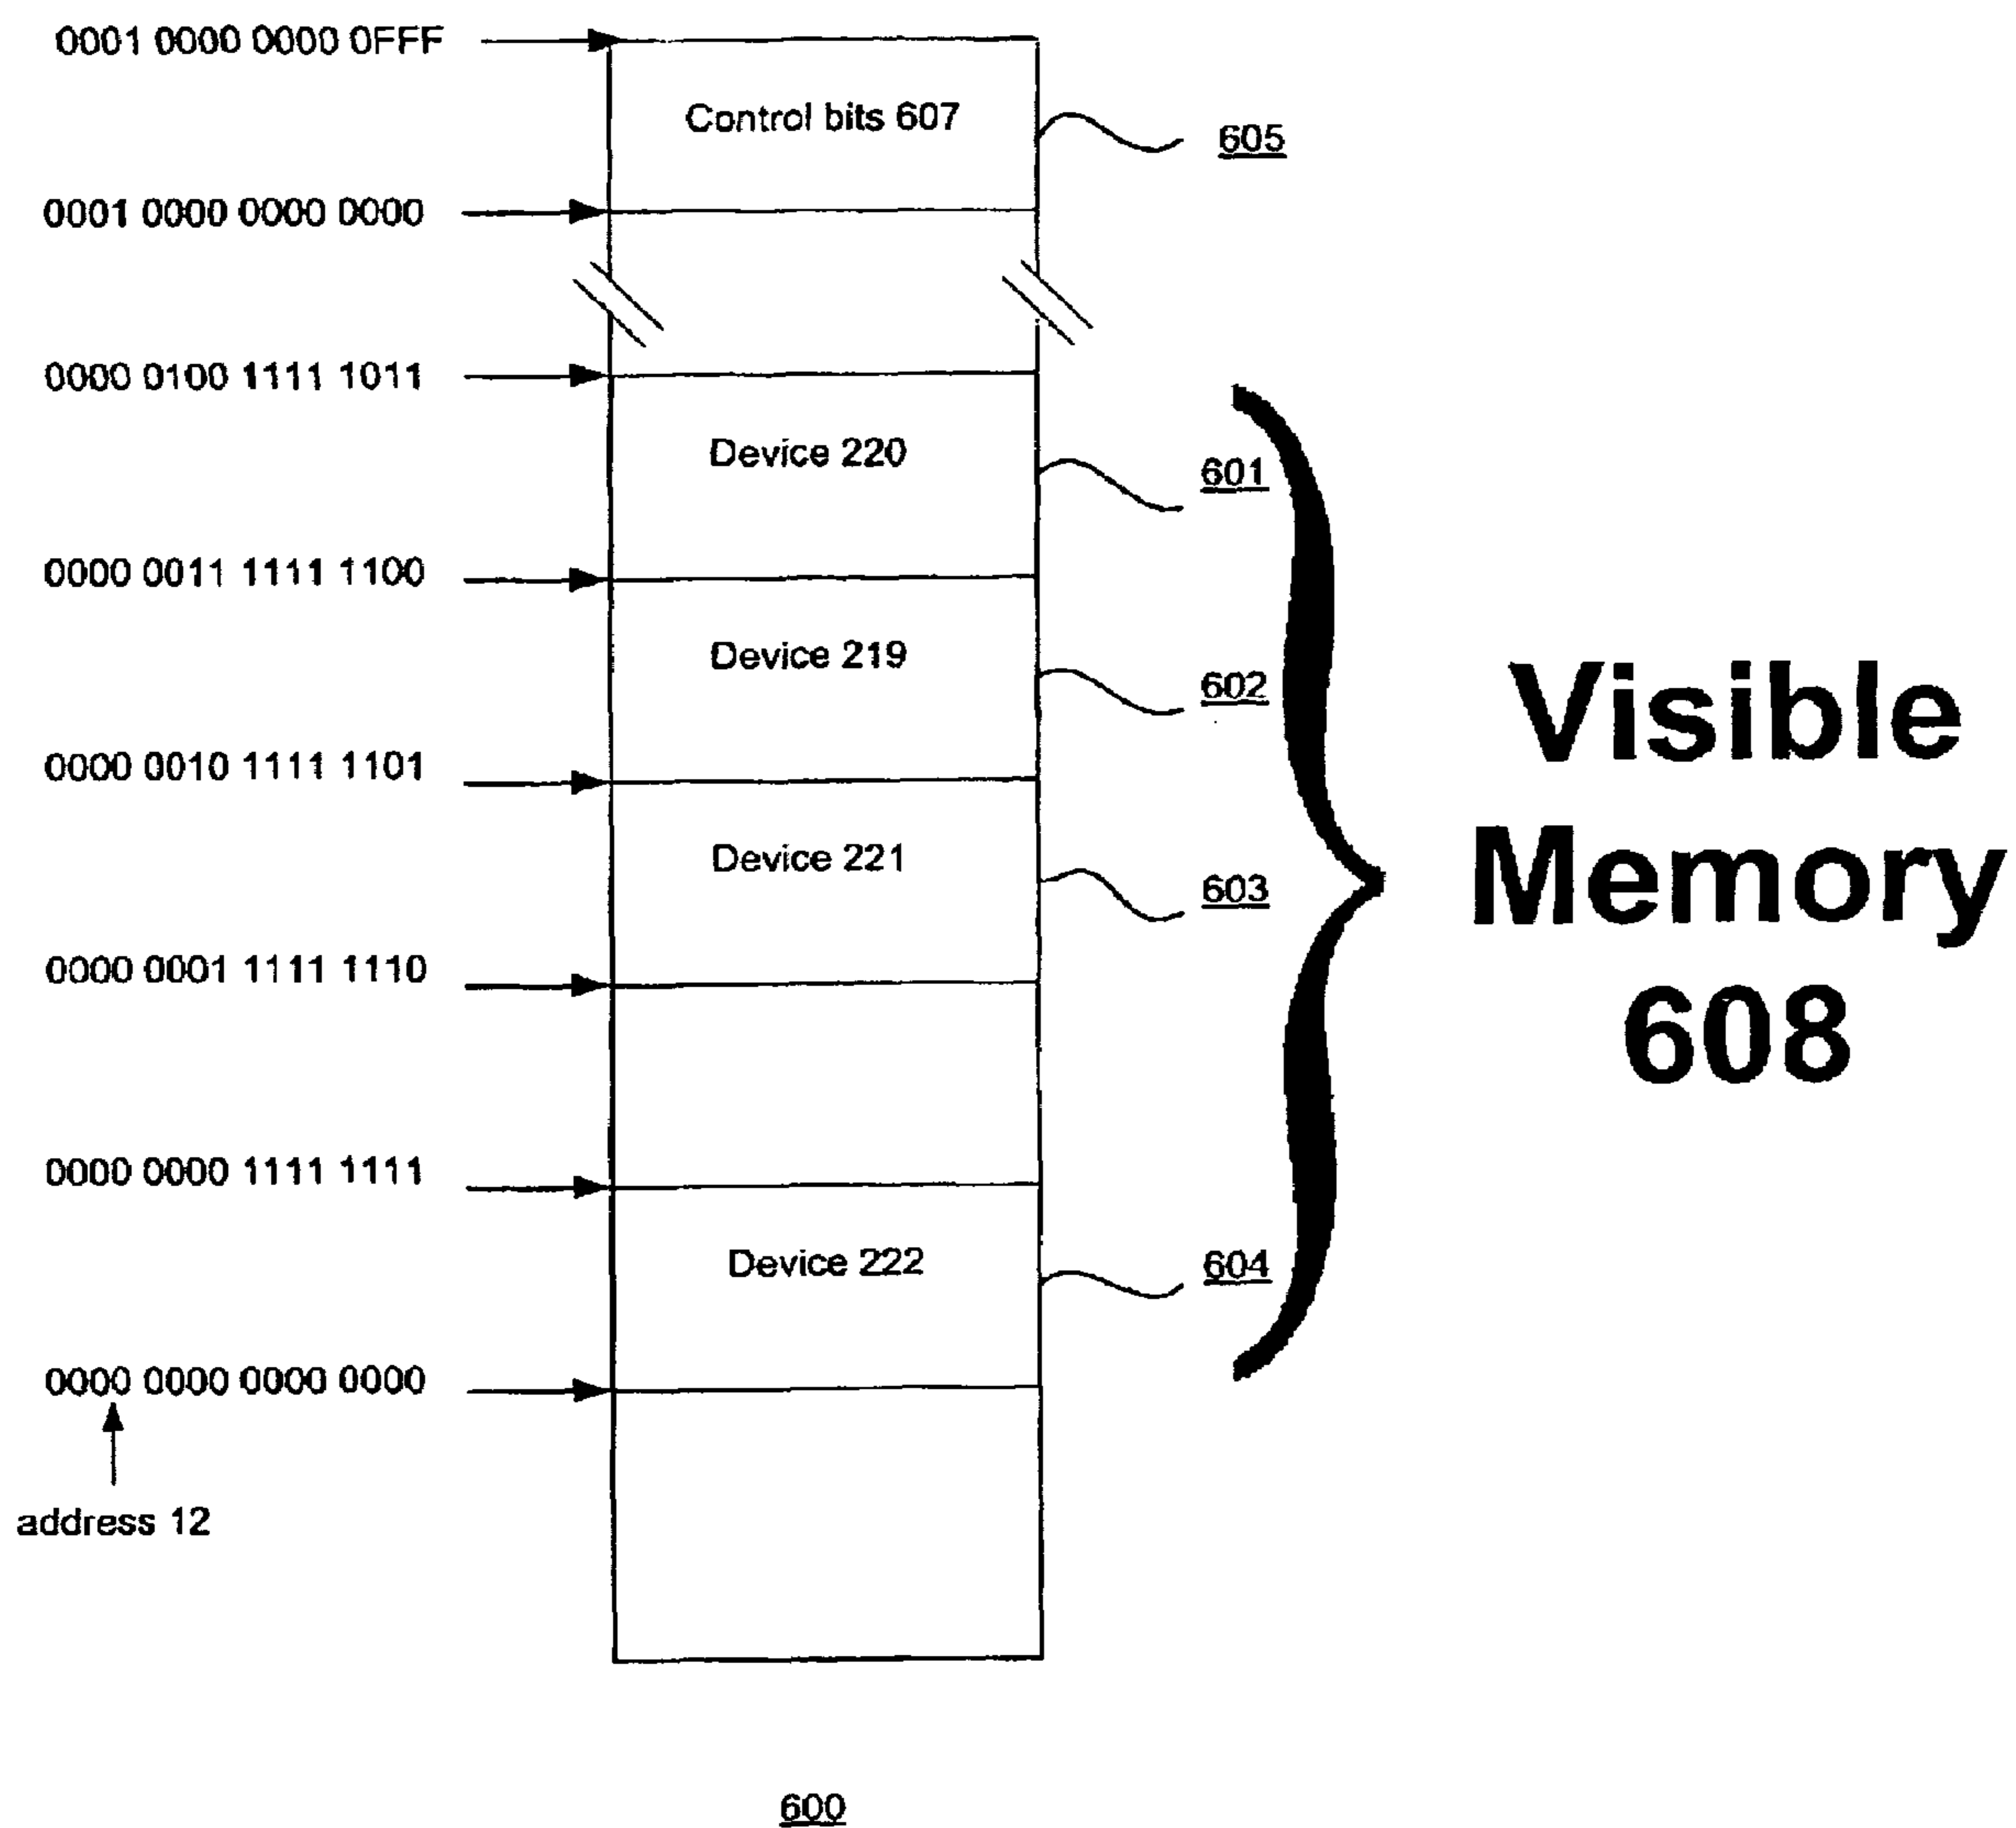 0001 0000 0000 0FFF
Control bits 607
605
0001 0000 0000 0000
0000 0100 1111 1011
Device 220
601
0000 0011 1111 1100
Device 219
602
0000 0010 1111 1101
Device 221
603
0000 0001 1111 1110
0000 0000 1111 1111
Device 222
604
0000 0000 0000 0000
address 12
Visible
Memory
608
600